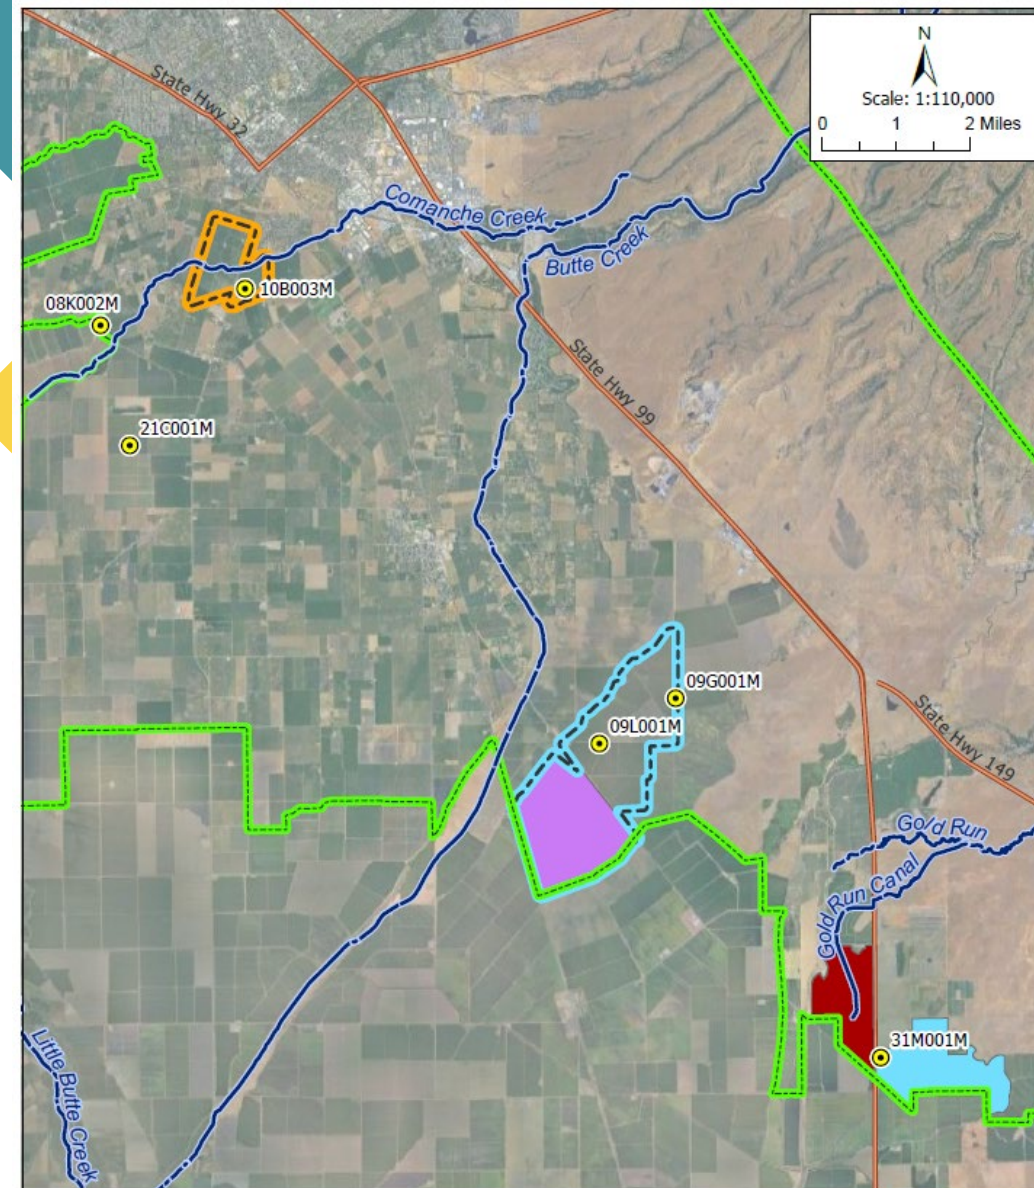 N
Scale: 1:110,000
0 1 2 Miles
State Hwy 32
Comanche Creek
Butte Creek
10B003M
08K002M
State Hwy 99
21C001M
09G001M
09L001M
State Hwy 149
Gold Run
Gold Run Canal
31M001M
Little Butte Creek